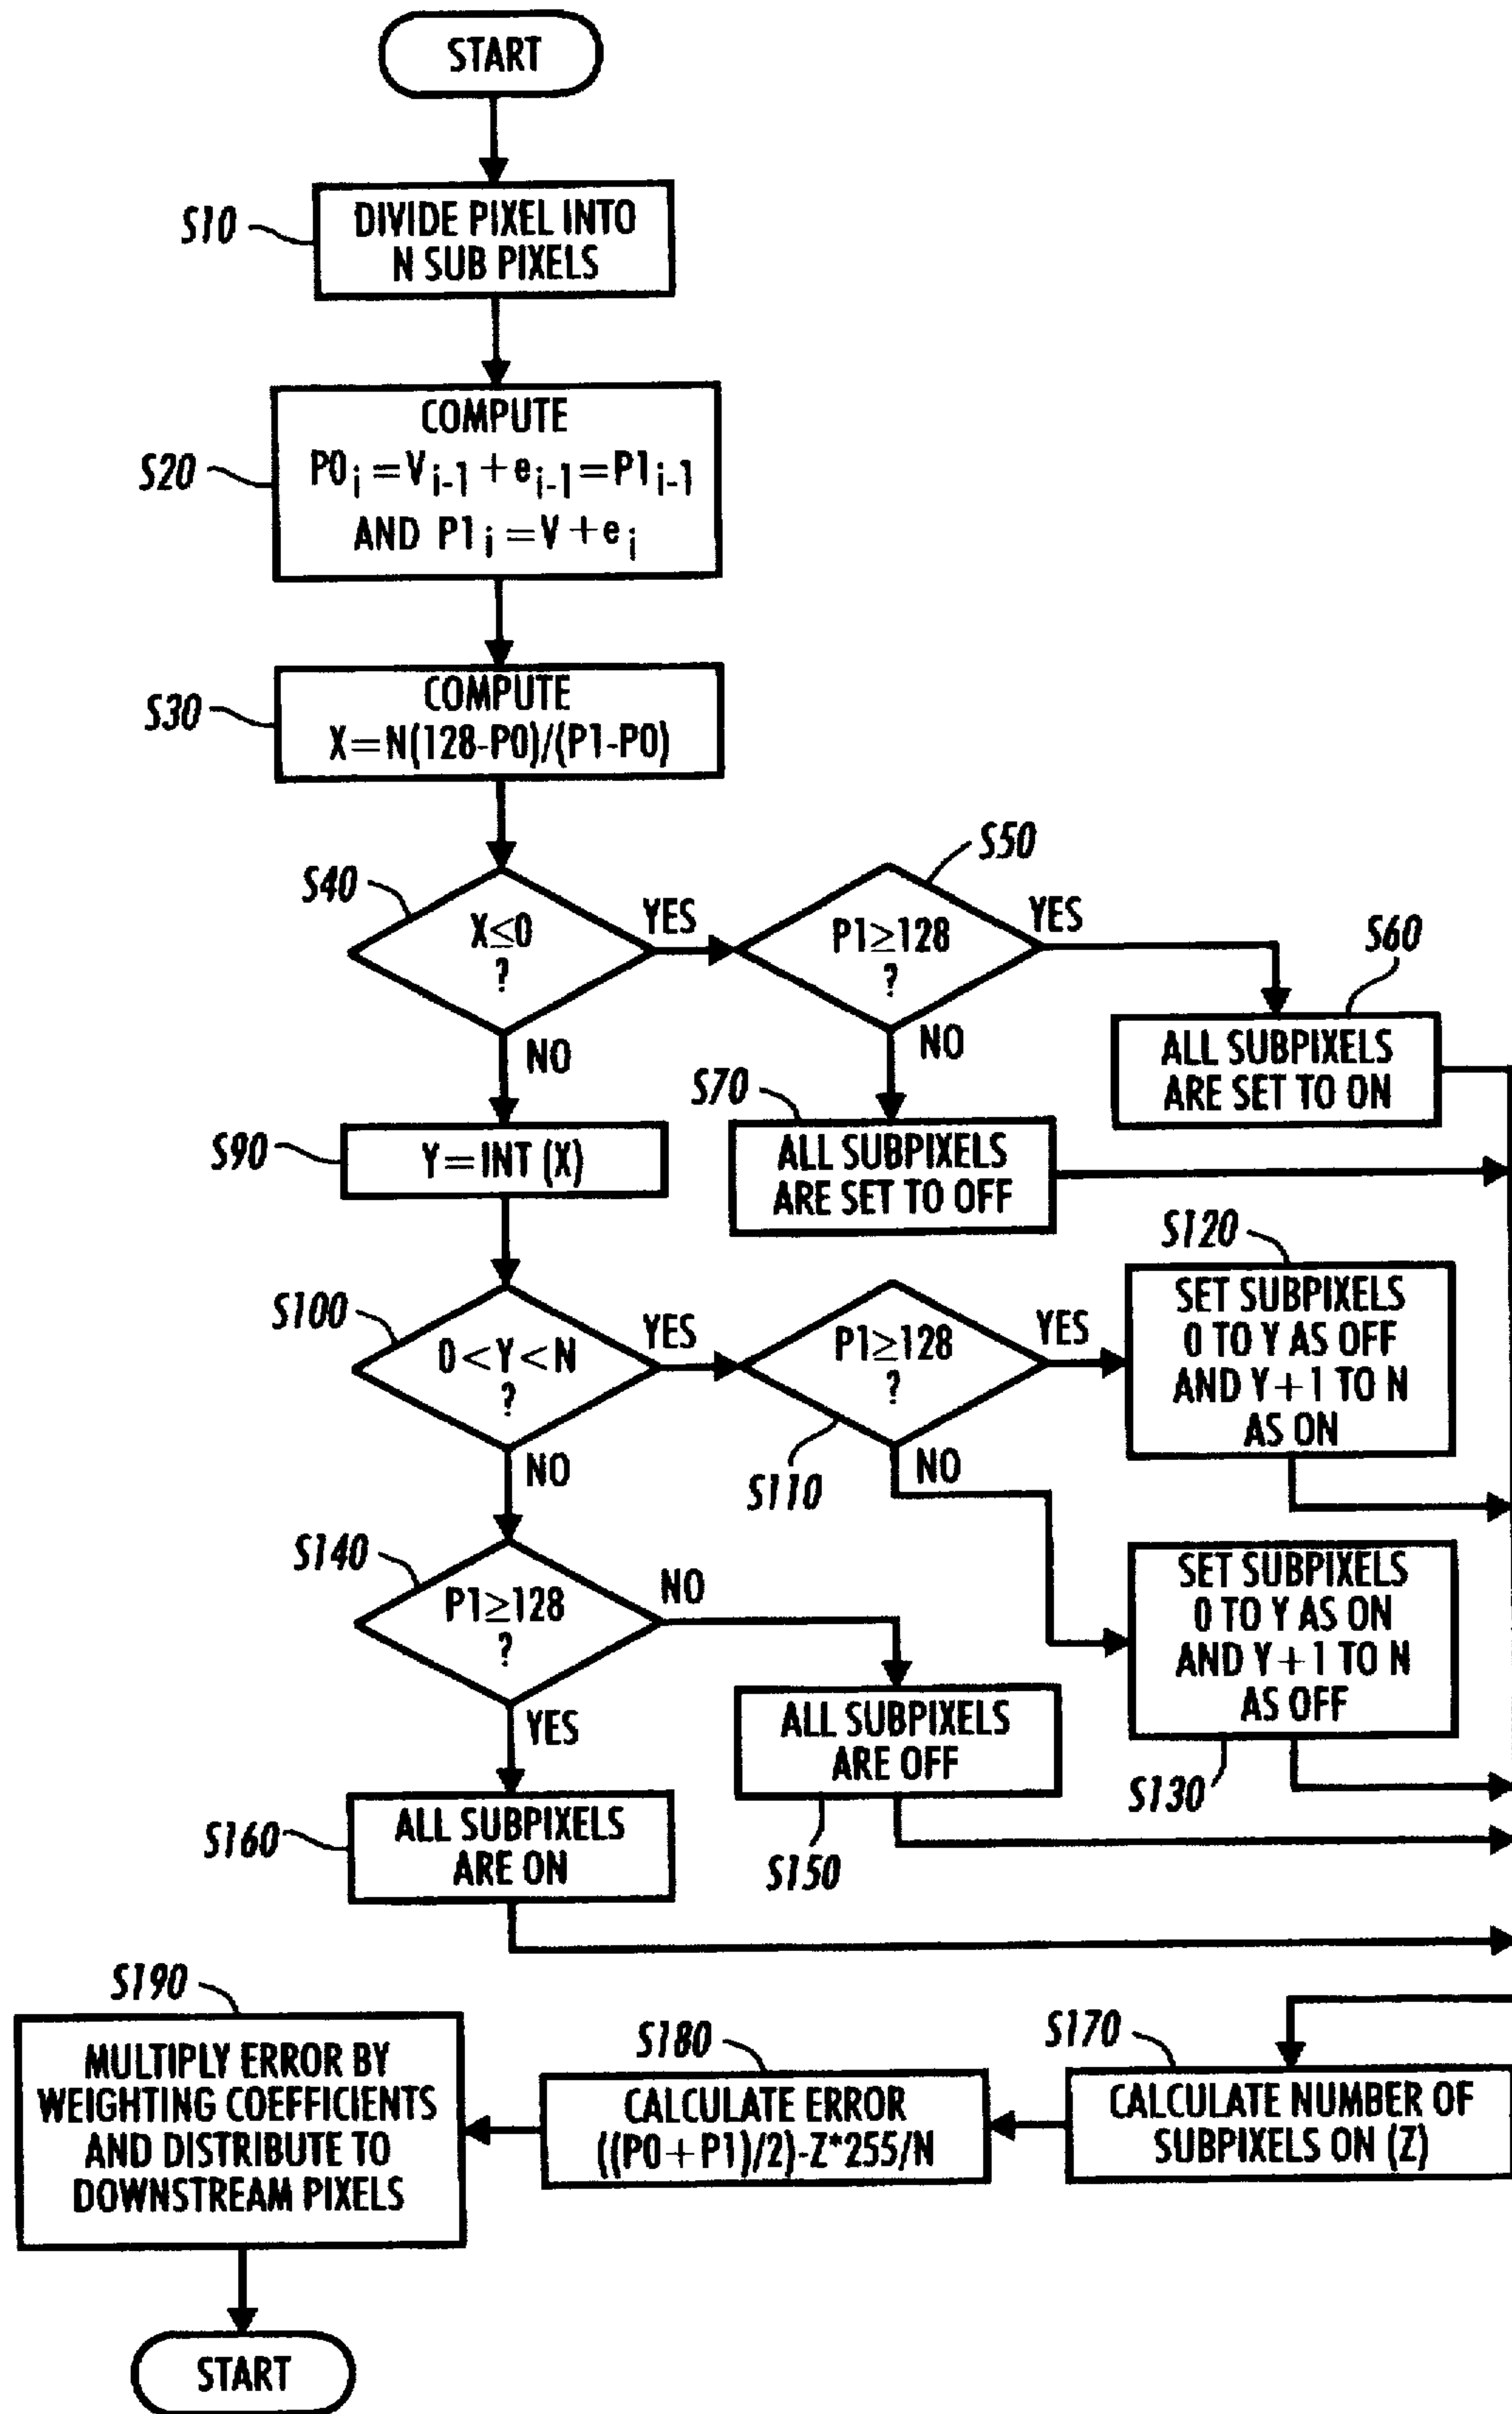 START
S10
DIVIDE PIXEL INTO
N SUB PIXELS
S20
COMPUTE
P0i=Vi-1+ei-1=P1i-1
AND P1i=V+ei
S30
COMPUTE
X=N(128-P0)/(P1-P0)
S40
X≤0
?
YES
NO
S50
P1≥128
?
YES
NO
S60
ALL SUBPIXELS
ARE SET TO ON
S70
ALL SUBPIXELS
ARE SET TO OFF
S90
Y=INT (X)
S100
0<Y<N
?
YES
NO
S110
P1≥128
?
YES
NO
S120
SET SUBPIXELS
0 TO Y AS OFF
AND Y+1 TO N
AS ON
S130
SET SUBPIXELS
0 TO Y AS ON
AND Y+1 TO N
AS OFF
S140
P1≥128
?
NO
YES
S150
ALL SUBPIXELS
ARE OFF
S160
ALL SUBPIXELS
ARE ON
S170
CALCULATE NUMBER OF
SUBPIXELS ON (Z)
S180
CALCULATE ERROR
((P0+P1)/2)-Z*255/N
S190
MULTIPLY ERROR BY
WEIGHTING COEFFICIENTS
AND DISTRIBUTE TO
DOWNSTREAM PIXELS
START